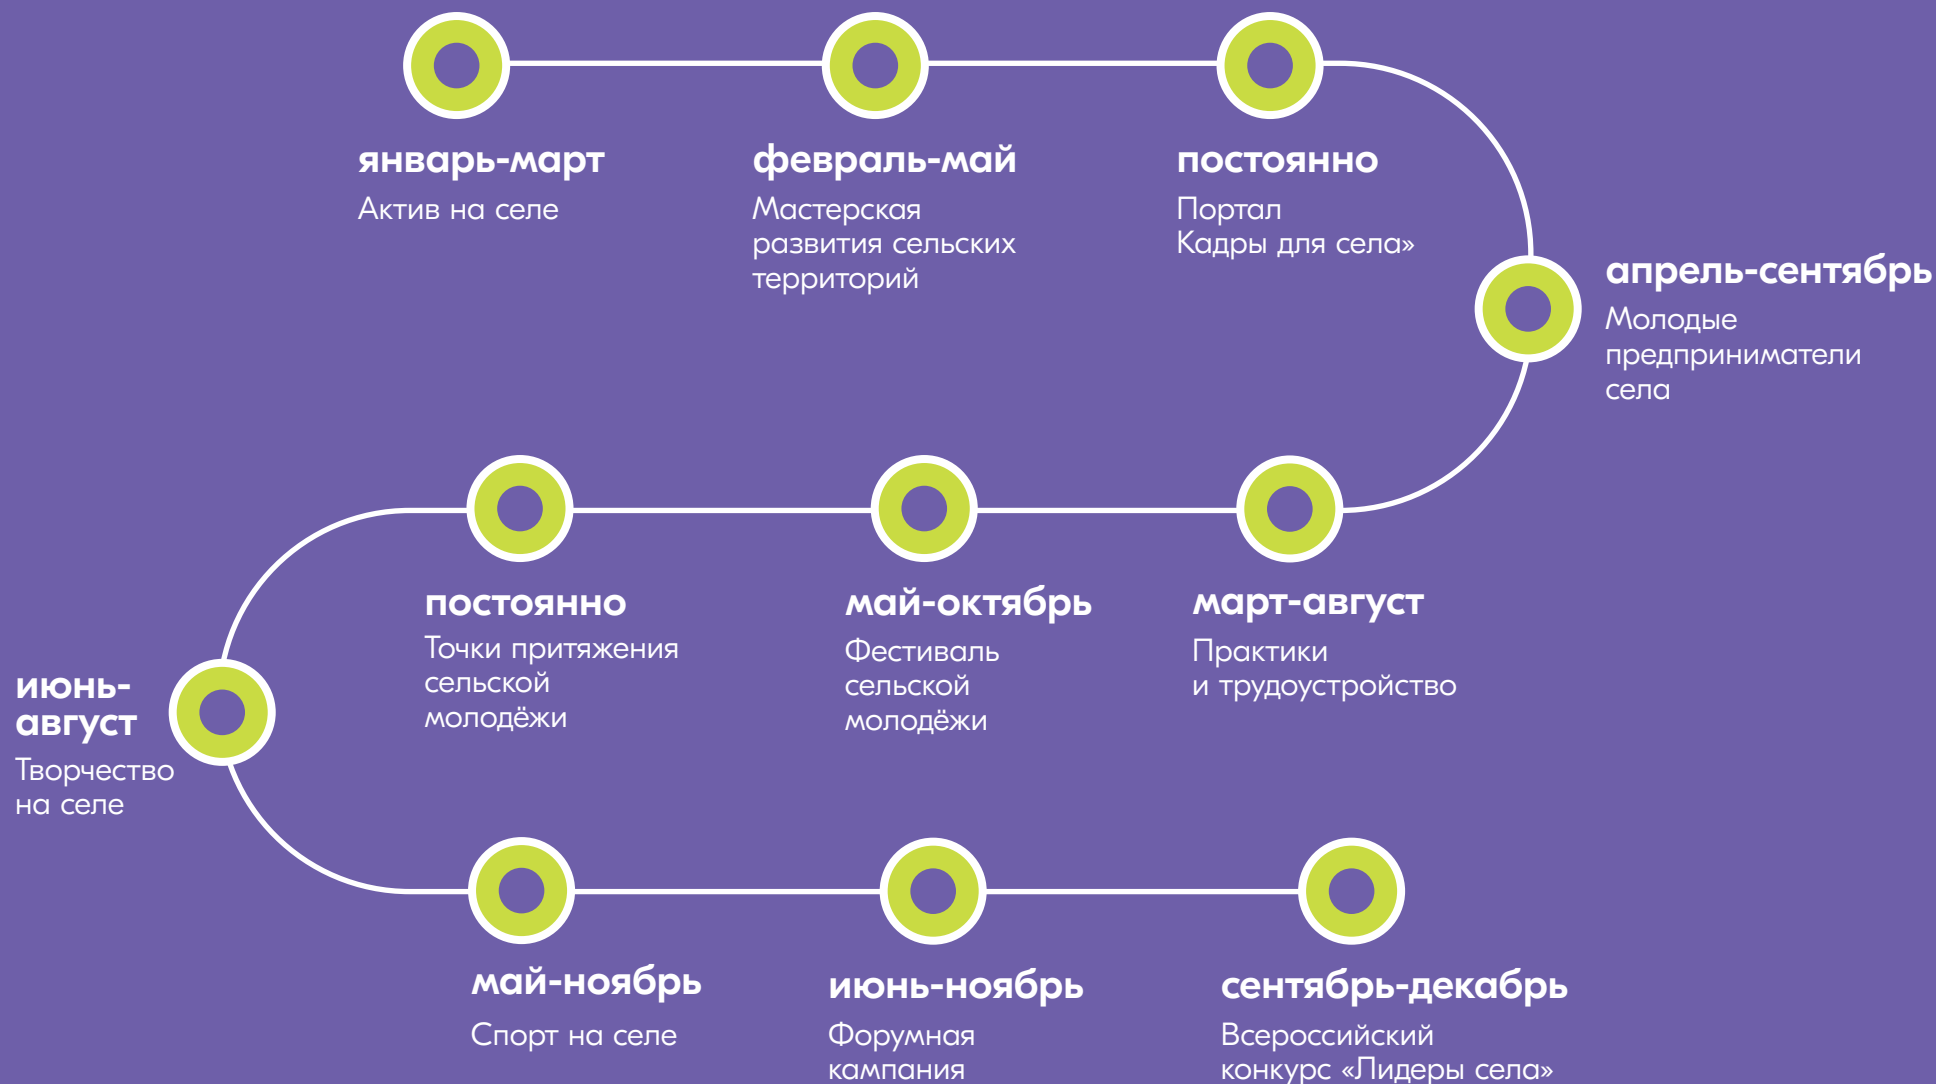 январь-март
Актив на селе
февраль-май
Мастерская
развития сельских
территорий
постоянно
Портал
Кадры для села»
апрель-сентябрь
Молодые
предприниматели
села
март-август
Практики
и трудоустройство
май-октябрь
Фестиваль
сельской
молодёжи
постоянно
Точки притяжения
сельской
молодёжи
июнь-
август
Творчество
на селе
май-ноябрь
Спорт на селе
июнь-ноябрь
Форумная
кампания
сентябрь-декабрь
Всероссийский
конкурс «Лидеры села»